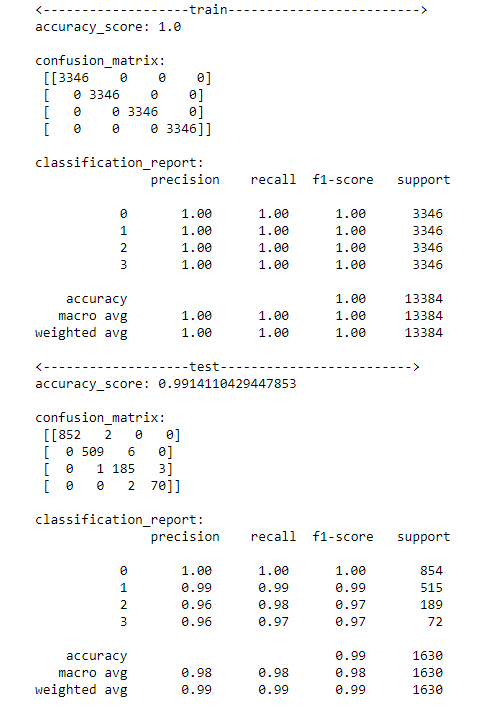 <-------------------train------------------------->
accuracy_score: 1.0
confusion_matrix:
[[3346    0    0    0]
[   0 3346    0    0]
[   0    0 3346    0]
[   0    0    0 3346]]
classification_report:
precision    recall  f1-score   support
0       1.00      1.00      1.00      3346
1       1.00      1.00      1.00      3346
2       1.00      1.00      1.00      3346
3       1.00      1.00      1.00      3346
accuracy                           1.00     13384
macro avg       1.00      1.00      1.00     13384
weighted avg       1.00      1.00      1.00     13384
<-------------------test------------------------->
accuracy_score: 0.9914110429447853
confusion_matrix:
[[852   2   0   0]
[  0 509   6   0]
[  0   1 185   3]
[  0   0   2  70]]
classification_report:
precision    recall  f1-score   support
0       1.00      1.00      1.00       854
1       0.99      0.99      0.99       515
2       0.96      0.98      0.97       189
3       0.96      0.97      0.97        72
accuracy                           0.99      1630
macro avg       0.98      0.98      0.98      1630
weighted avg       0.99      0.99      0.99      1630